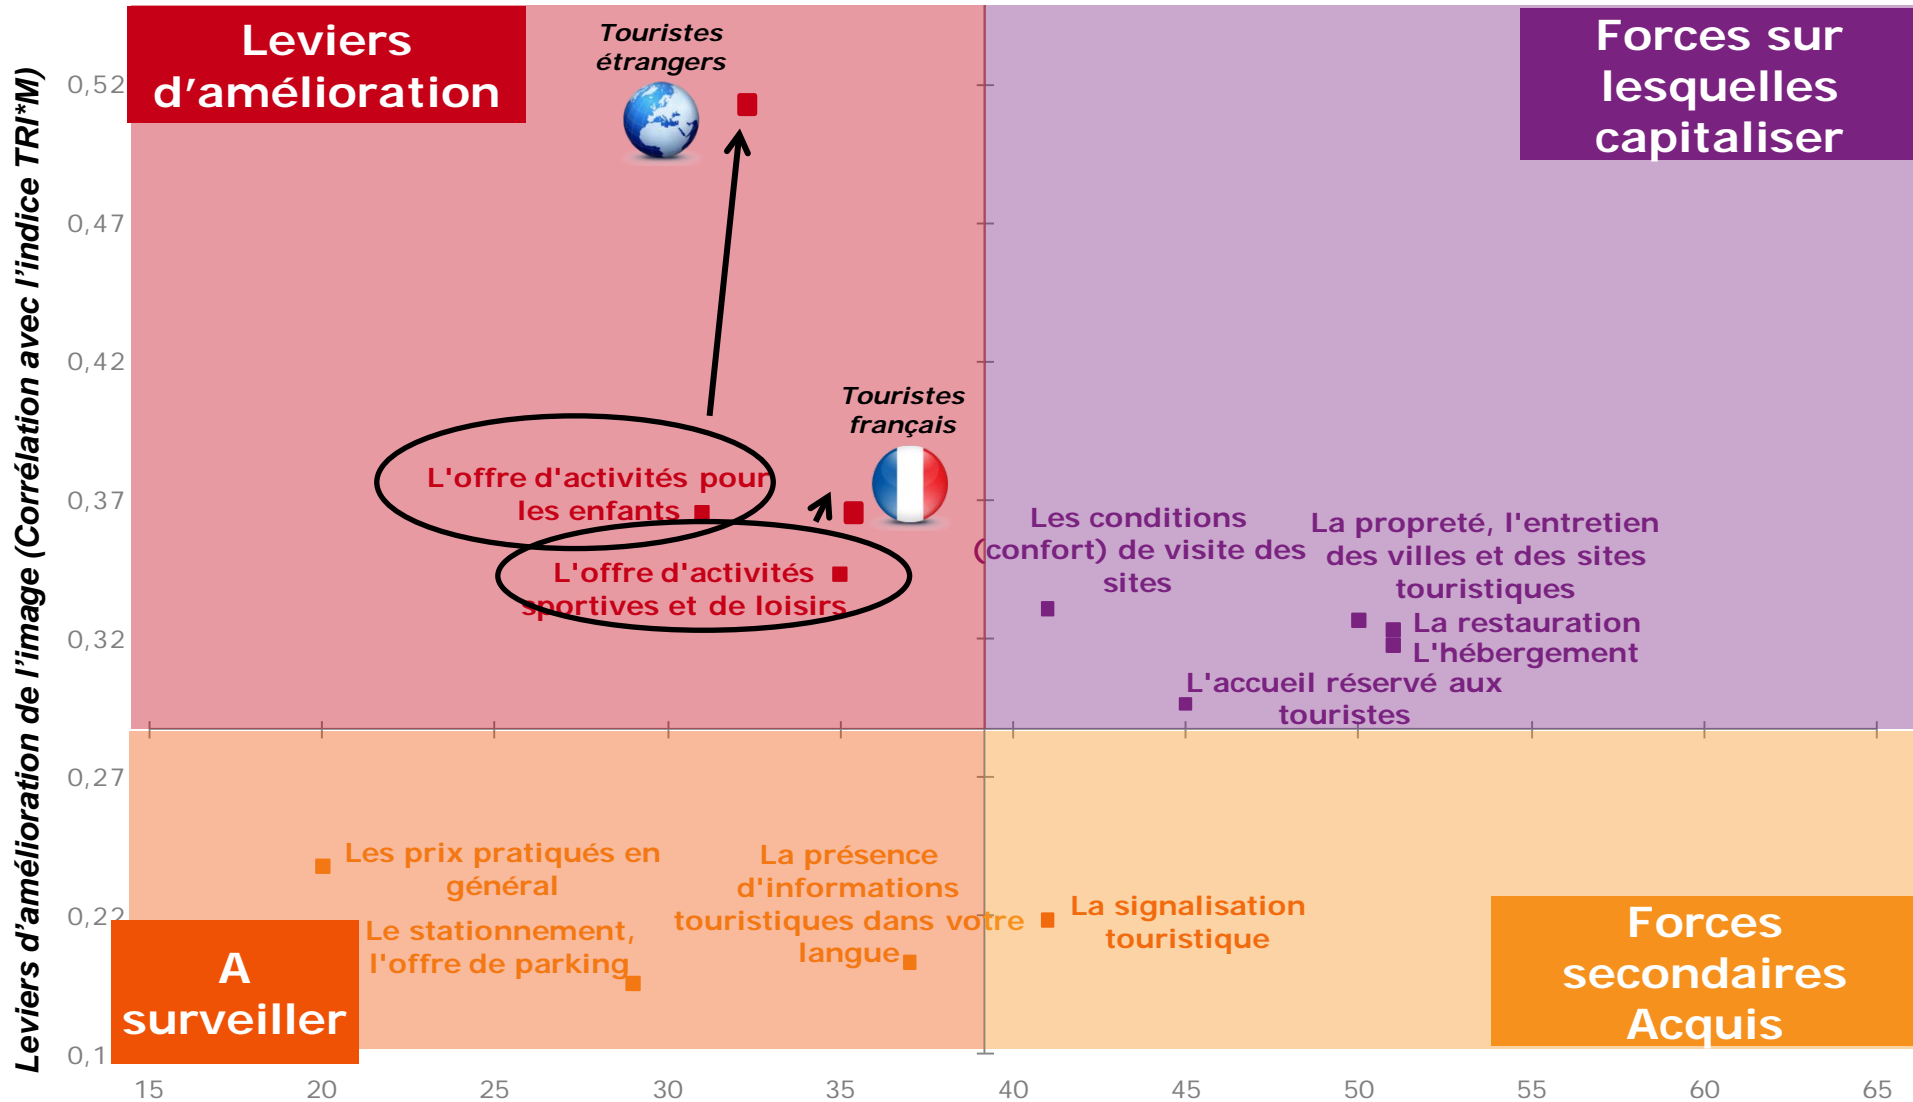 Leviers
d’amélioration
Touristes
étrangers
Forces sur
lesquelles
capitaliser
Leviers d’amélioration de l’image (Corrélation avec l’indice TRI*M)
0,52
0,47
0,42
0,37
0,32
0,27
0,22
0,1
Touristes
français
L'offre d'activités pour
les enfants
L'offre d'activités
sportives et de loisirs
Les conditions
(confort) de visite des
sites
La propreté, l'entretien
des villes et des sites
touristiques
La restauration
L'hébergement
L'accueil réservé aux
touristes
Les prix pratiqués en
général
Le stationnement,
l'offre de parking
La présence
d'informations
touristiques dans votre
langue
La signalisation
touristique
A
surveiller
Forces
secondaires
Acquis
15 20 25 30 35 40 45 50 55 60 65